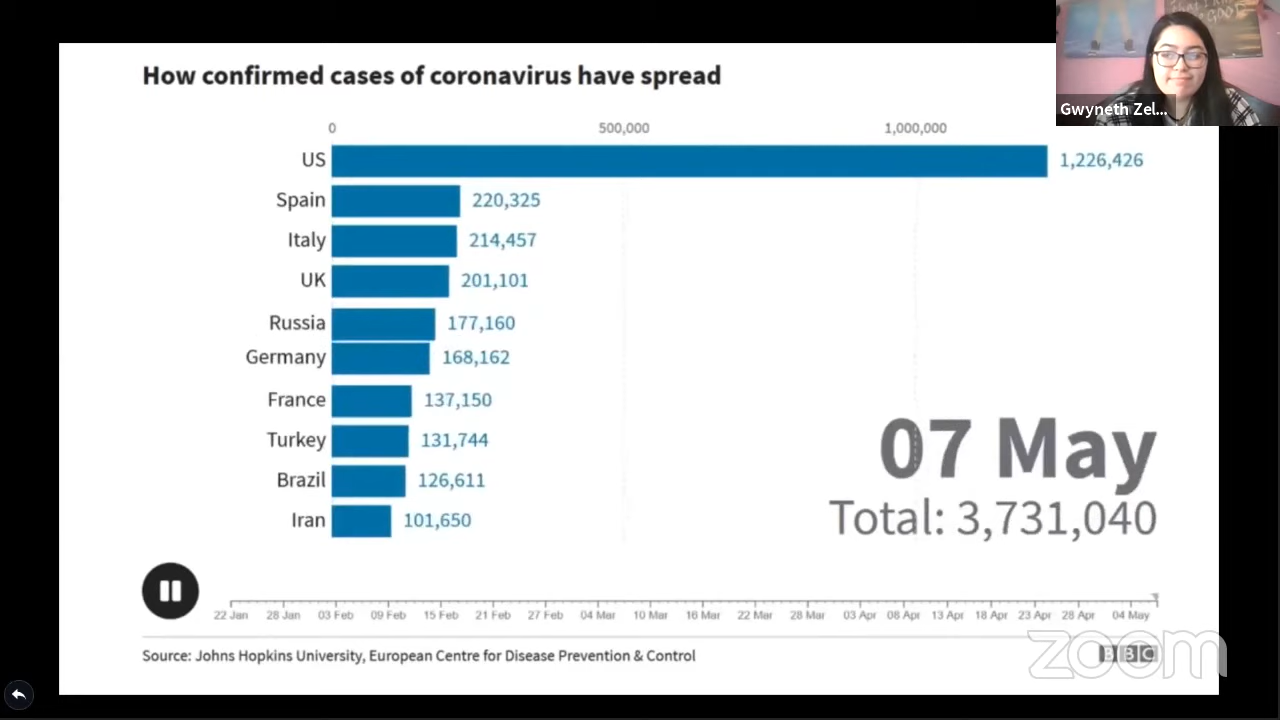 How confirmed cases of coronavirus have spread
0 500,000 1,000,000
US 1,226,426
Spain 220,325
Italy 214,457
UK 201,101
Russia 177,160
Germany 168,162
France 137,150
Turkey 131,744
Brazil 126,611
Iran 101,650
07 May
Total: 3,731,040
22 Jan 28 Jan 03 Feb 09 Feb 15 Feb 21 Feb 27 Feb 04 Mar 10 Mar 16 Mar 22 Mar 28 Mar 03 Apr 08 Apr 13 Apr 18 Apr 23 Apr 28 Apr 04 May
Source: Johns Hopkins University, European Centre for Disease Prevention & Control
BBC
zoom
Gwyneth Zel...
GOOD